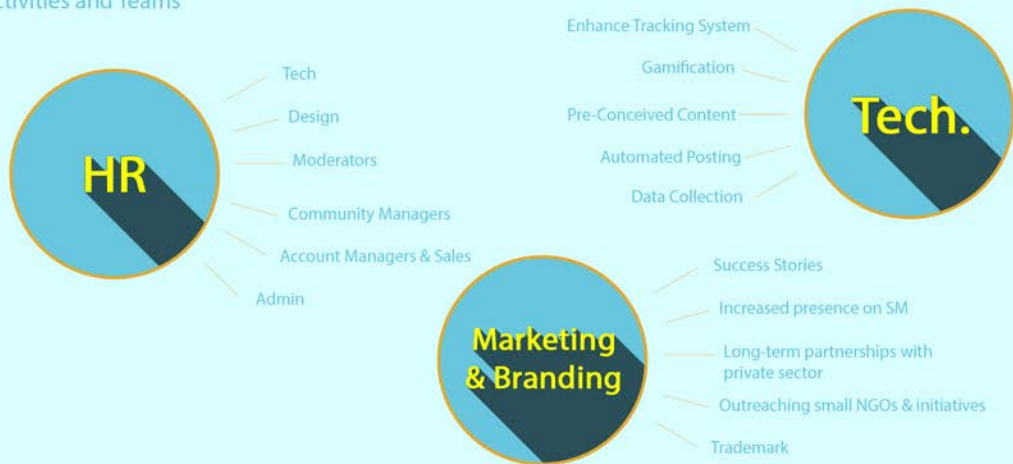 and Teams
HR
Tech
Design
Moderators
Community Managers
Account Managers & Sales
Admin
Tech.
Enhance Tracking System
Gamification
Pre-Conceived Content
Automated Posting
Data Collection
Marketing
& Branding
Success Stories
Increased presence on SM
Long-term partnerships with
private sector
Outreaching small NGOs & initiatives
Trademark